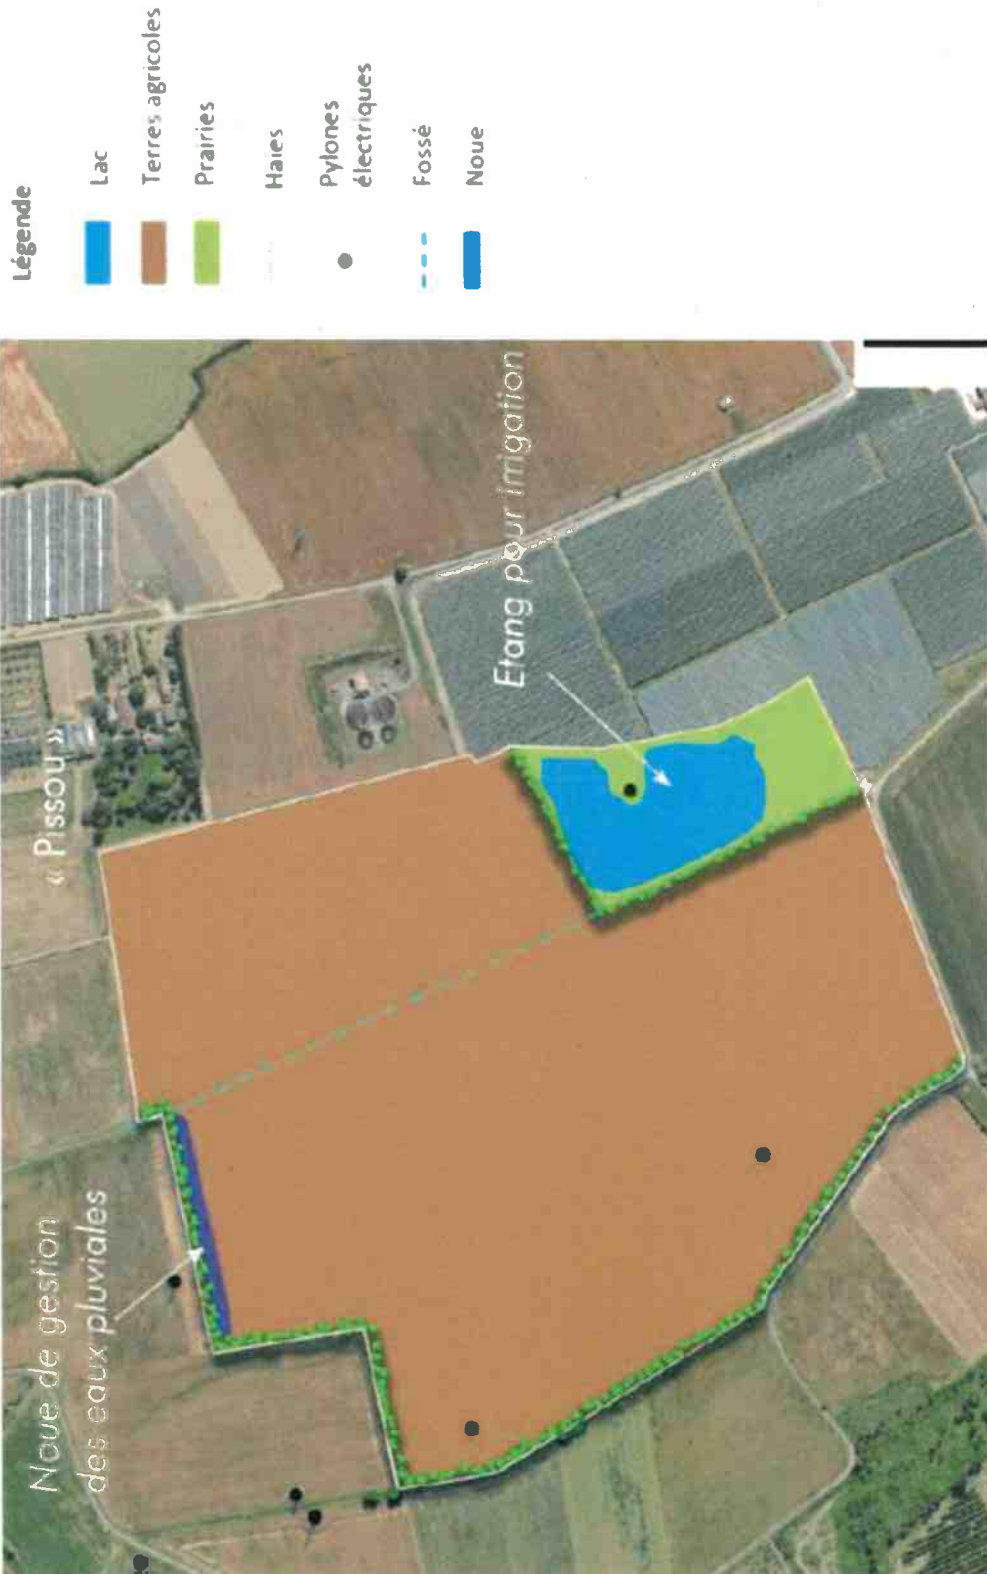 Légende
Lac
Terres agricoles
Prairies
Haies
Pylones
électriques
Fossé
Noue
Noue de gestion
des eaux pluviales
« Pissou »
Etang pour irrigation